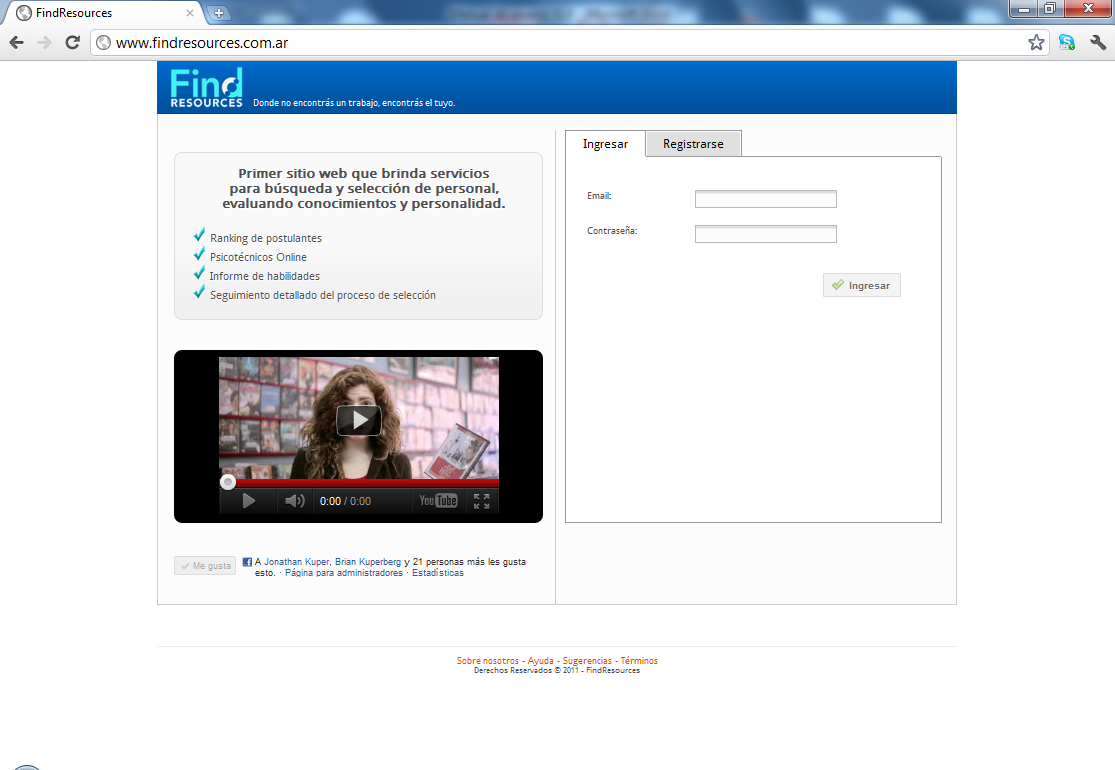 FindResources
www.findresources.com.ar
Find
RESOURCES
Donde no encontrás un trabajo, encontrás el tuyo.
Primer sitio web que brinda servicios
para búsqueda y selección de personal,
evaluando conocimientos y personalidad.
Ranking de postulantes
Psicotécnicos Online
Informe de habilidades
Seguimiento detallado del proceso de selección
0:00 / 0:00
YouTube
Me gusta
A Jonathan Kuper, Brian Kuperberg y 21 personas más les gusta
esto. · Página para administradores · Estadísticas
Ingresar
Registrarse
Email:
Contraseña:
Ingresar
Sobre nosotros - Ayuda - Sugerencias - Términos
Derechos Reservados © 2011 - FindResources